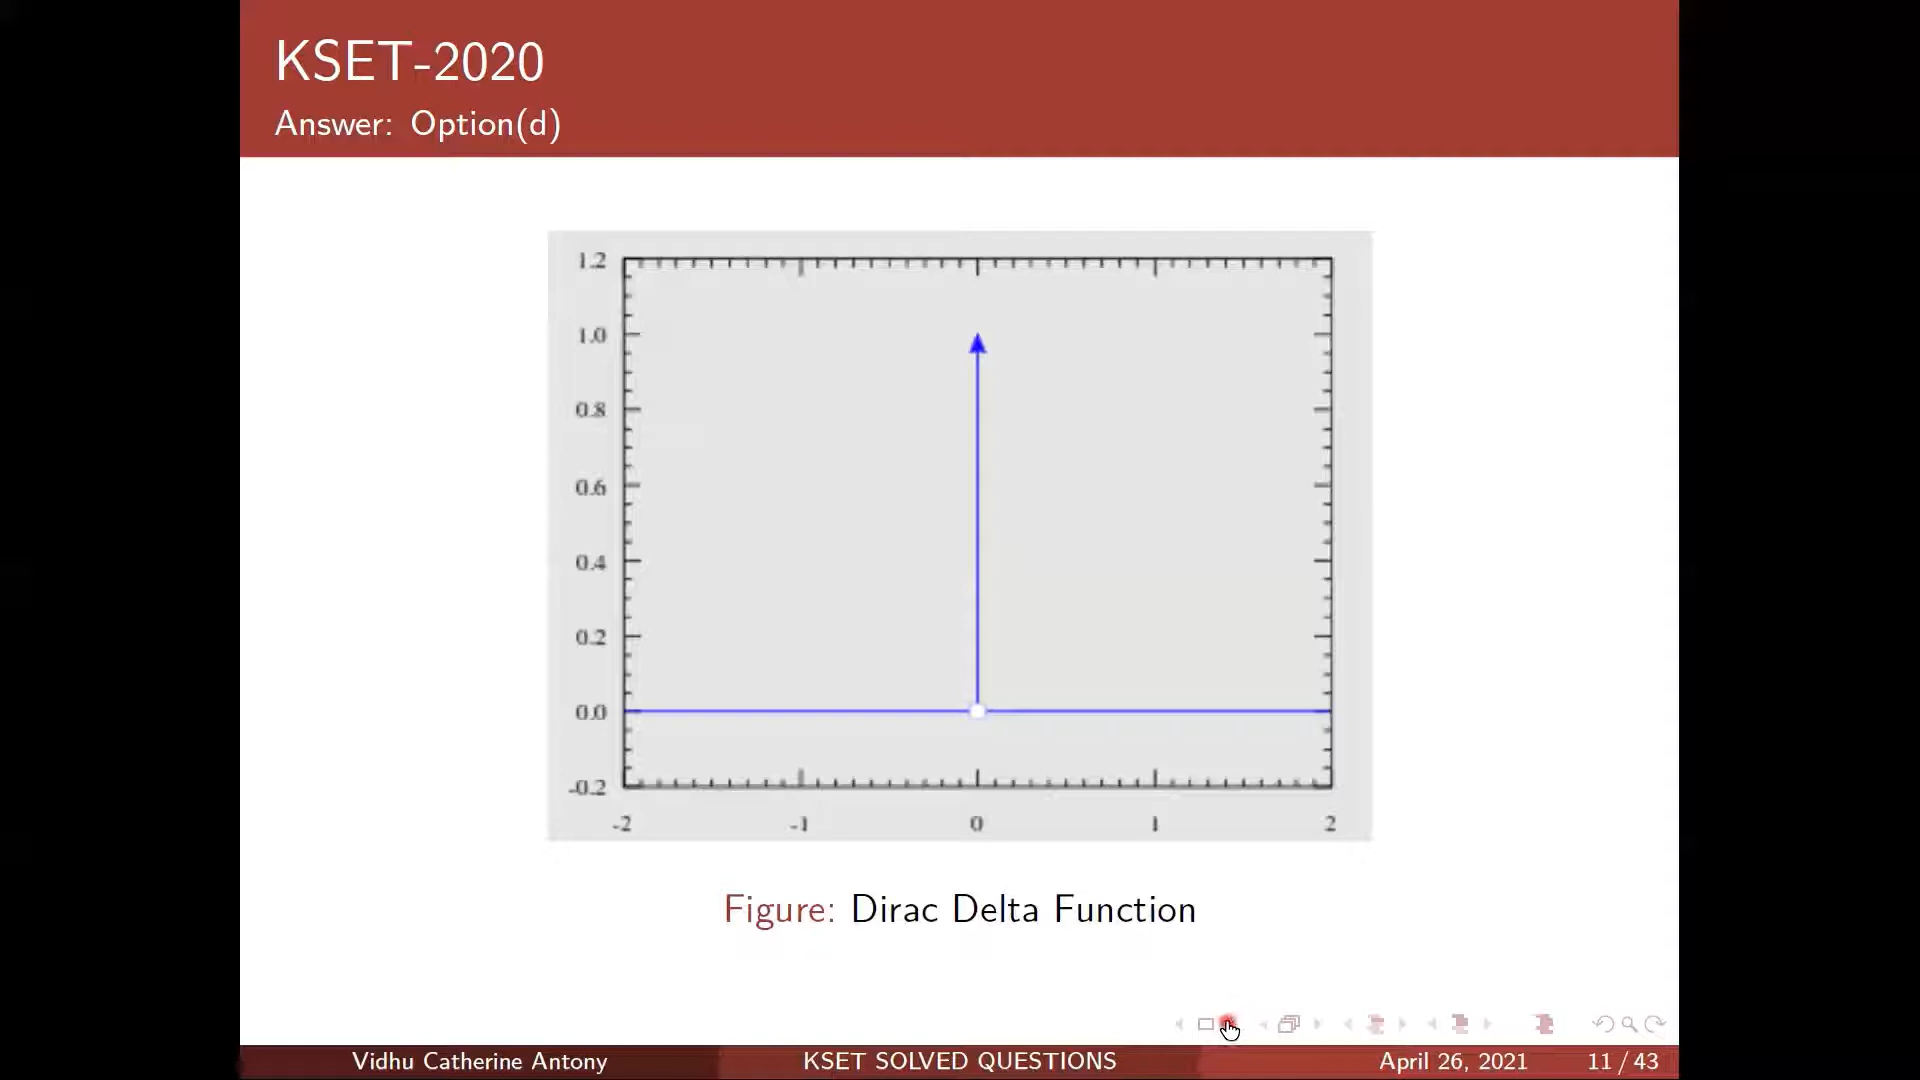 KSET-2020
Answer: Option(d)
1.2
1.0
0.8
0.6
0.4
0.2
0.0
-0.2
-2 -1 0 1 2
Figure: Dirac Delta Function
Vidhu Catherine Antony KSET SOLVED QUESTIONS April 26, 2021 11 / 43